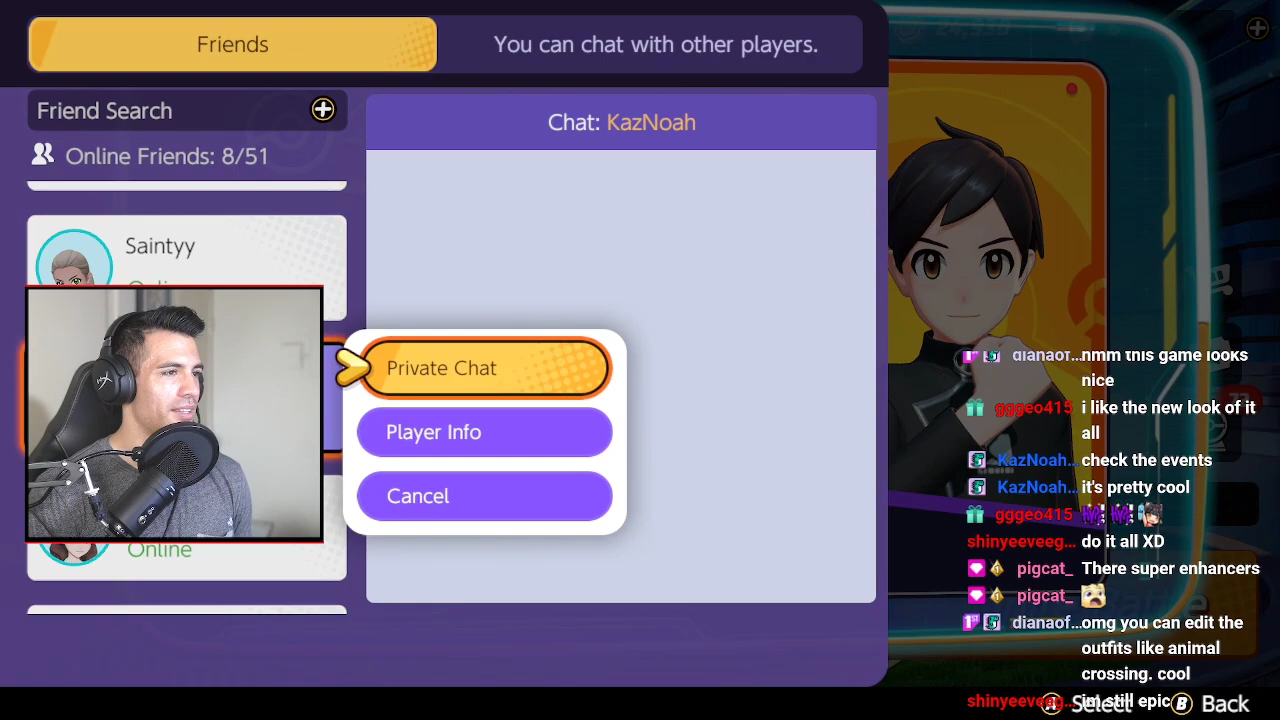 Friends
You can chat with other players.
Friend Search
Online Friends: 8/51
Chat: KazNoah
Saintyy
Private Chat
Player Info
Cancel
Online
dianaof...hmm this game looks
nice
gggeo415 i like the new look of it
all
KazNoah... check the events
KazNoah... it's pretty cool
gggeo415
shinyeeveeg... do it all XD
pigcat_ There super enhancers
pigcat_
dianaof...omg you can edit the
outfits like animal
crossing. cool
shinyeeveeg... im still epic
Select
B Back